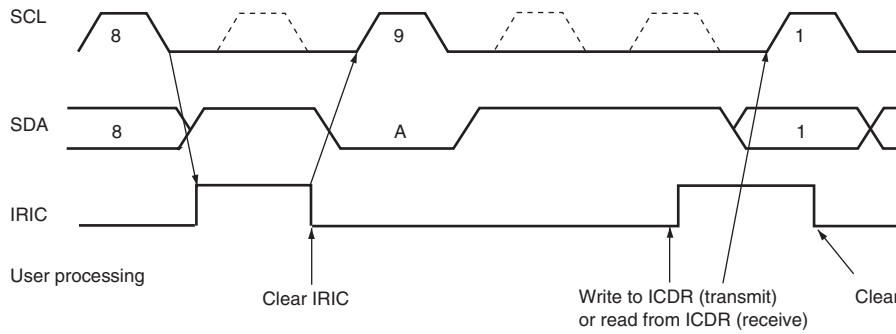 SCL
8
9
1
SDA
8
A
1
IRIC
User processing
Clear IRIC
Write to ICDR (transmit)
or read from ICDR (receive)
Clear